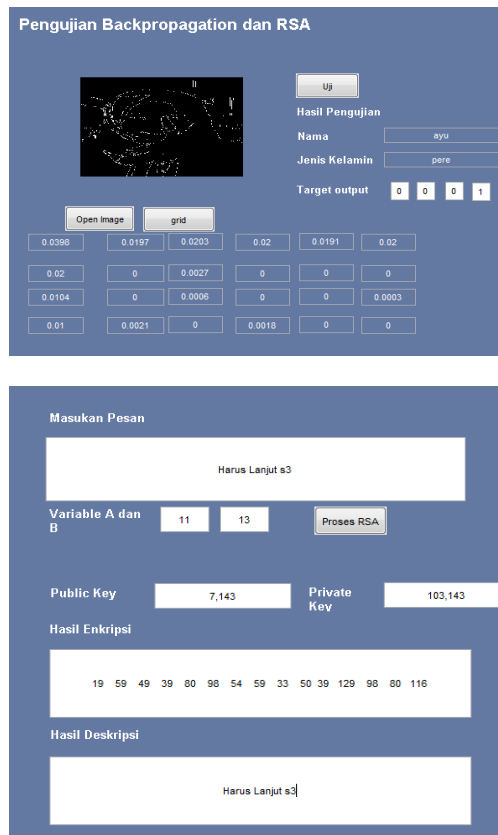 Pengujian Backpropagation dan RSA
Uji
Hasil Pengujian
Nama ayu
Jenis Kelamin pere
Target output 0 0 0 1
Open Image grid
0.0396 0.0197 0.0203 0.02 0.0191 0.02
0.02 0 0.0027 0 0 0
0.0104 0 0.0006 0 0 0.0003
0.01 0.0021 0 0.0018 0 0
Masukan Pesan
Harus Lanjut s3
Variable A dan
B
11 13 Proses RSA
Public Key 7,143 Private
Key
103,143
Hasil Enkripsi
19 59 49 39 80 98 54 59 33 50 39 129 98 80 116
Hasil Deskripsi
Harus Lanjut s3